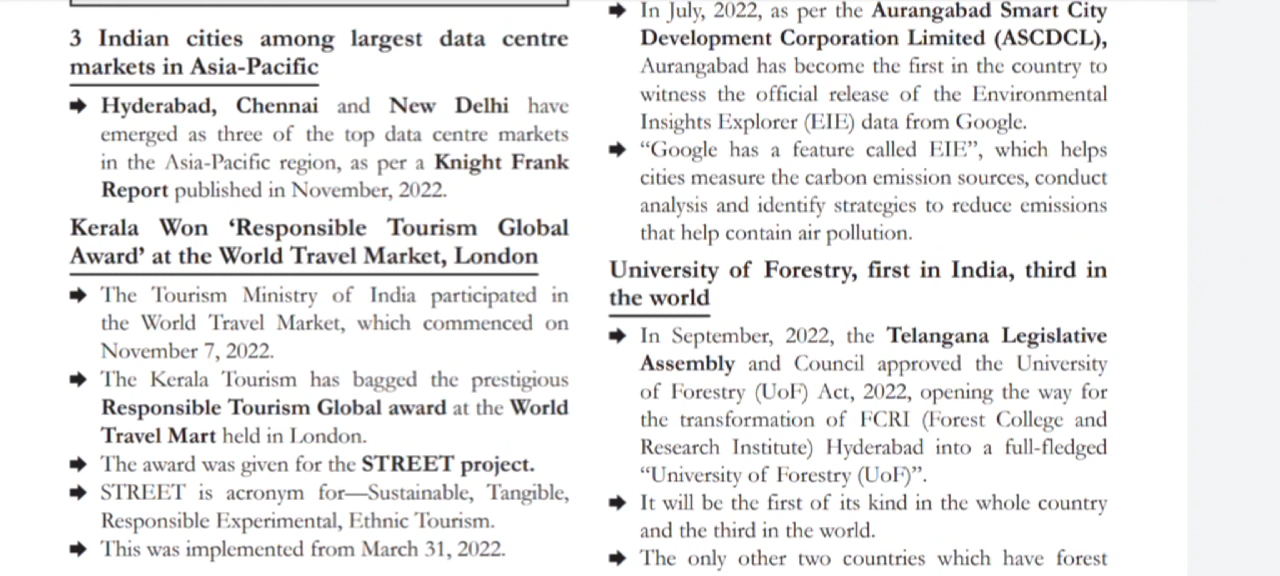 3 Indian cities among largest data centre
markets in Asia-Pacific
➡ Hyderabad, Chennai and New Delhi have
emerged as three of the top data centre markets
in the Asia-Pacific region, as per a Knight Frank
Report published in November, 2022.
Kerala Won ‘Responsible Tourism Global
Award’ at the World Travel Market, London
➡ The Tourism Ministry of India participated in
the World Travel Market, which commenced on
November 7, 2022.
➡ The Kerala Tourism has bagged the prestigious
Responsible Tourism Global award at the World
Travel Mart held in London.
➡ The award was given for the STREET project.
➡ STREET is acronym for—Sustainable, Tangible,
Responsible Experimental, Ethnic Tourism.
➡ This was implemented from March 31, 2022.
➡ In July, 2022, as per the Aurangabad Smart City
Development Corporation Limited (ASCDCL),
Aurangabad has become the first in the country to
witness the official release of the Environmental
Insights Explorer (EIE) data from Google.
➡ “Google has a feature called EIE”, which helps
cities measure the carbon emission sources, conduct
analysis and identify strategies to reduce emissions
that help contain air pollution.
University of Forestry, first in India, third in
the world
➡ In September, 2022, the Telangana Legislative
Assembly and Council approved the University
of Forestry (UoF) Act, 2022, opening the way for
the transformation of FCRI (Forest College and
Research Institute) Hyderabad into a full-fledged
“University of Forestry (UoF)”.
➡ It will be the first of its kind in the whole country
and the third in the world.
➡ The only other two countries which have forest